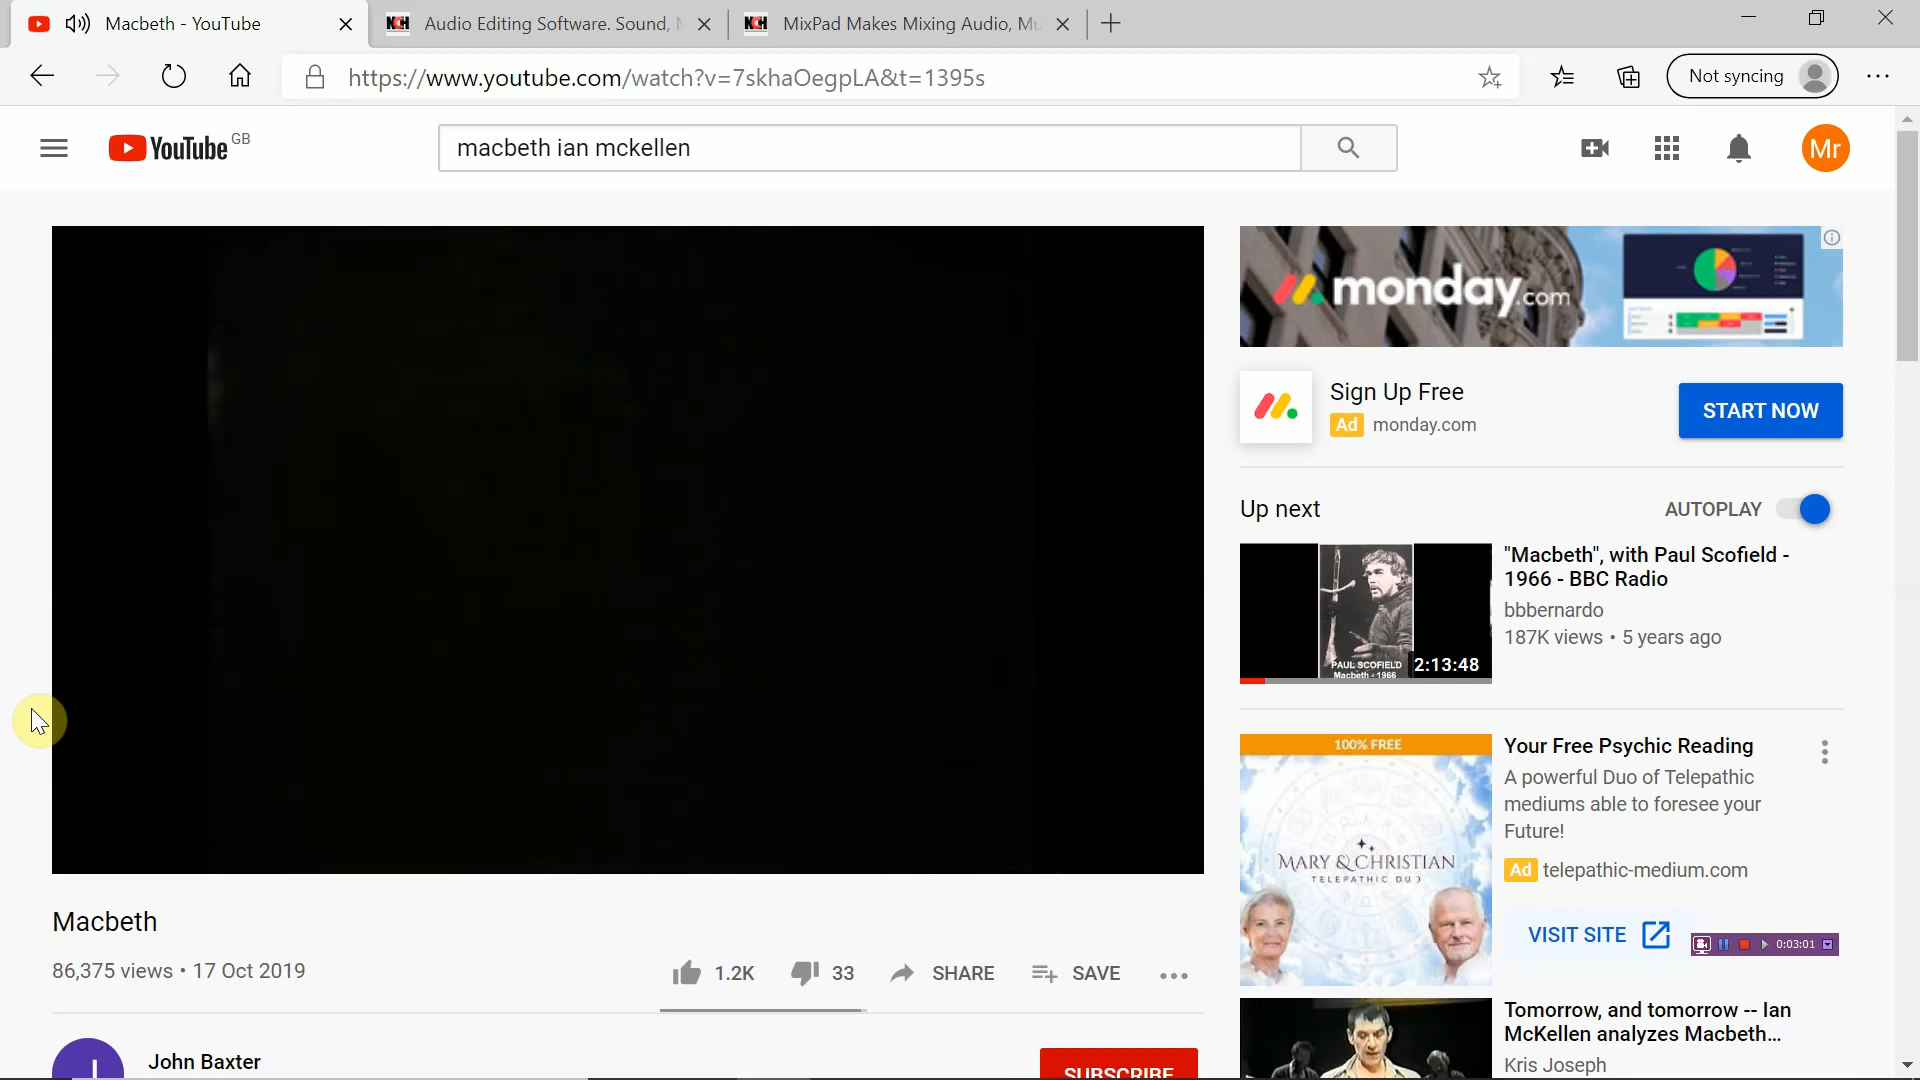 Macbeth - YouTube
Audio Editing Software. Sound,
MixPad Makes Mixing Audio, Mu
https://www.youtube.com/watch?v=7skhaOegpLA&t=1395s
Not syncing
YouTube GB
macbeth ian mckellen
Mr
monday.com
Sign Up Free
Ad monday.com
START NOW
Up next
AUTOPLAY
PAUL SCOFIELD
Macbeth - 1966
2:13:48
"Macbeth", with Paul Scofield -
1966 - BBC Radio
bbbernardo
187K views • 5 years ago
100% FREE
MARY & CHRISTIAN
TELEPATHIC DUO
Your Free Psychic Reading
A powerful Duo of Telepathic
mediums able to foresee your
Future!
Ad telepathic-medium.com
VISIT SITE
0:03:01
Macbeth
86,375 views • 17 Oct 2019
1.2K
33
SHARE
SAVE
J
John Baxter
SUBSCRIBE
Tomorrow, and tomorrow -- Ian
McKellen analyzes Macbeth...
Kris Joseph